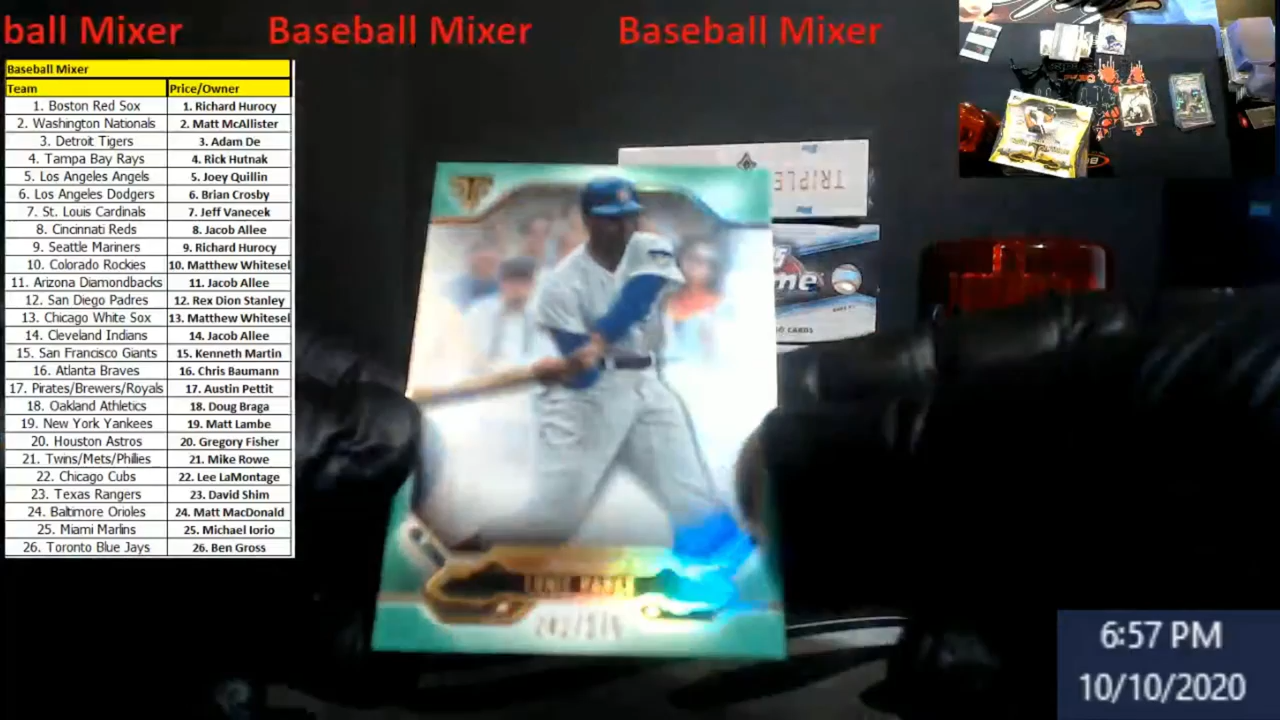 ball Mixer Baseball Mixer Baseball Mixer
Baseball Mixer
Team Price/Owner
1. Boston Red Sox 1. Richard Hurocy
2. Washington Nationals 2. Matt McAllister
3. Detroit Tigers 3. Adam De
4. Tampa Bay Rays 4. Rick Hutnak
5. Los Angeles Angels 5. Joey Quillin
6. Los Angeles Dodgers 6. Brian Crosby
7. St. Louis Cardinals 7. Jeff Vanecek
8. Cincinnati Reds 8. Jacob Allee
9. Seattle Mariners 9. Richard Hurocy
10. Colorado Rockies 10. Matthew Whitesel
11. Arizona Diamondbacks 11. Jacob Allee
12. San Diego Padres 12. Rex Dion Stanley
13. Chicago White Sox 13. Matthew Whitesel
14. Cleveland Indians 14. Jacob Allee
15. San Francisco Giants 15. Kenneth Martin
16. Atlanta Braves 16. Chris Baumann
17. Pirates/Brewers/Royals 17. Austin Pettit
18. Oakland Athletics 18. Doug Braga
19. New York Yankees 19. Matt Lambe
20. Houston Astros 20. Gregory Fisher
21. Twins/Mets/Philies 21. Mike Rowe
22. Chicago Cubs 22. Lee LaMontage
23. Texas Rangers 23. David Shim
24. Baltimore Orioles 24. Matt MacDonald
25. Miami Marlins 25. Michael Iorio
26. Toronto Blue Jays 26. Ben Gross
TRIPLE
CARDS
6:57 PM
10/10/2020